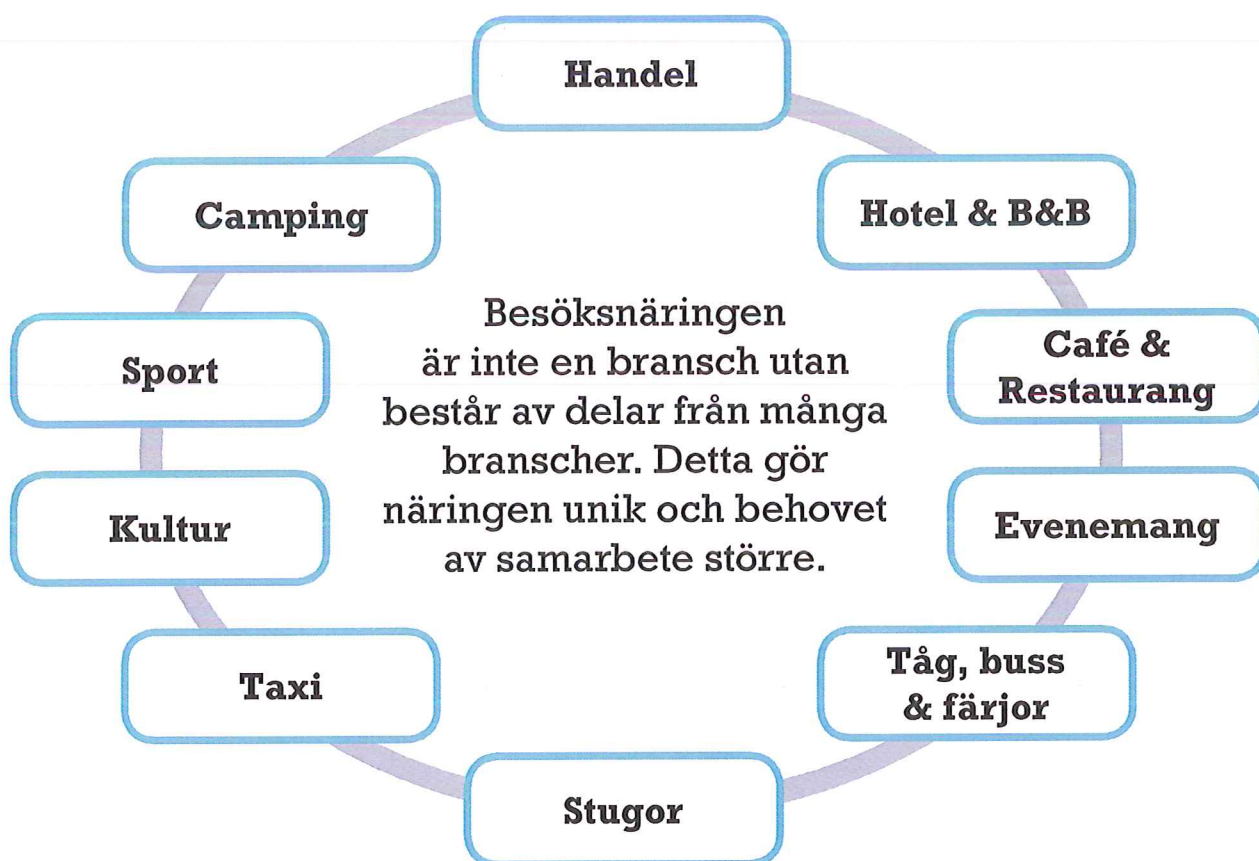 Handel
Camping
Hotel & B&B
Besöksnäringen
är inte en bransch utan
består av delar från många
branscher. Detta gör
näringen unik och behovet
av samarbete större.
Café &
Restaurang
Sport
Evenemang
Kultur
Tåg, buss
& färjor
Taxi
Stugor